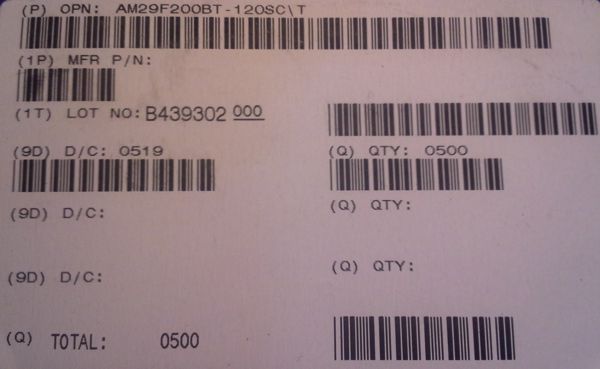 (P) OPN: AM29F200BT-120SC\T
(1P) MFR P/N:
(1T) LOT NO: B439302 000
(9D) D/C: 0519
(Q) QTY: 0500
(9D) D/C:
(Q) QTY:
(9D) D/C:
(Q) QTY:
(Q) TOTAL: 0500